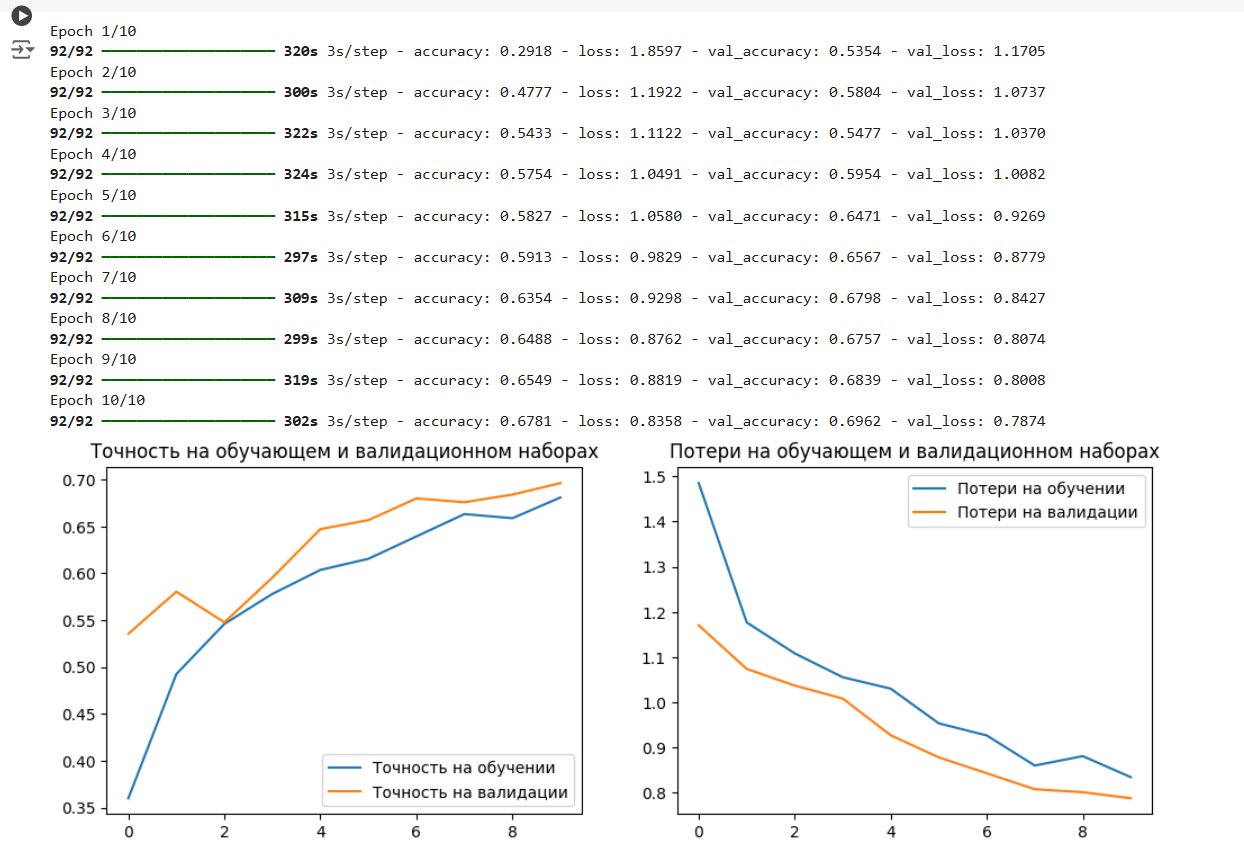 Epoch 1/10
92/92 ━━━━━━━━━━━━━━━━━━━━ 320s 3s/step - accuracy: 0.2918 - loss: 1.8597 - val_accuracy: 0.5354 - val_loss: 1.1705
Epoch 2/10
92/92 ━━━━━━━━━━━━━━━━━━━━ 300s 3s/step - accuracy: 0.4777 - loss: 1.1922 - val_accuracy: 0.5804 - val_loss: 1.0737
Epoch 3/10
92/92 ━━━━━━━━━━━━━━━━━━━━ 322s 3s/step - accuracy: 0.5433 - loss: 1.1122 - val_accuracy: 0.5477 - val_loss: 1.0370
Epoch 4/10
92/92 ━━━━━━━━━━━━━━━━━━━━ 324s 3s/step - accuracy: 0.5754 - loss: 1.0491 - val_accuracy: 0.5954 - val_loss: 1.0082
Epoch 5/10
92/92 ━━━━━━━━━━━━━━━━━━━━ 315s 3s/step - accuracy: 0.5827 - loss: 1.0580 - val_accuracy: 0.6471 - val_loss: 0.9269
Epoch 6/10
92/92 ━━━━━━━━━━━━━━━━━━━━ 297s 3s/step - accuracy: 0.5913 - loss: 0.9829 - val_accuracy: 0.6567 - val_loss: 0.8779
Epoch 7/10
92/92 ━━━━━━━━━━━━━━━━━━━━ 309s 3s/step - accuracy: 0.6354 - loss: 0.9298 - val_accuracy: 0.6798 - val_loss: 0.8427
Epoch 8/10
92/92 ━━━━━━━━━━━━━━━━━━━━ 299s 3s/step - accuracy: 0.6488 - loss: 0.8762 - val_accuracy: 0.6757 - val_loss: 0.8074
Epoch 9/10
92/92 ━━━━━━━━━━━━━━━━━━━━ 319s 3s/step - accuracy: 0.6549 - loss: 0.8819 - val_accuracy: 0.6839 - val_loss: 0.8008
Epoch 10/10
92/92 ━━━━━━━━━━━━━━━━━━━━ 302s 3s/step - accuracy: 0.6781 - loss: 0.8358 - val_accuracy: 0.6962 - val_loss: 0.7874
Точность на обучающем и валидационном наборах
0.70
0.65
0.60
0.55
0.50
0.45
0.40
0.35
Точность на обучении
Точность на валидации
0 2 4 6 8
Потери на обучающем и валидационном наборах
1.5
1.4
1.3
1.2
1.1
1.0
0.9
0.8
Потери на обучении
Потери на валидации
0 2 4 6 8